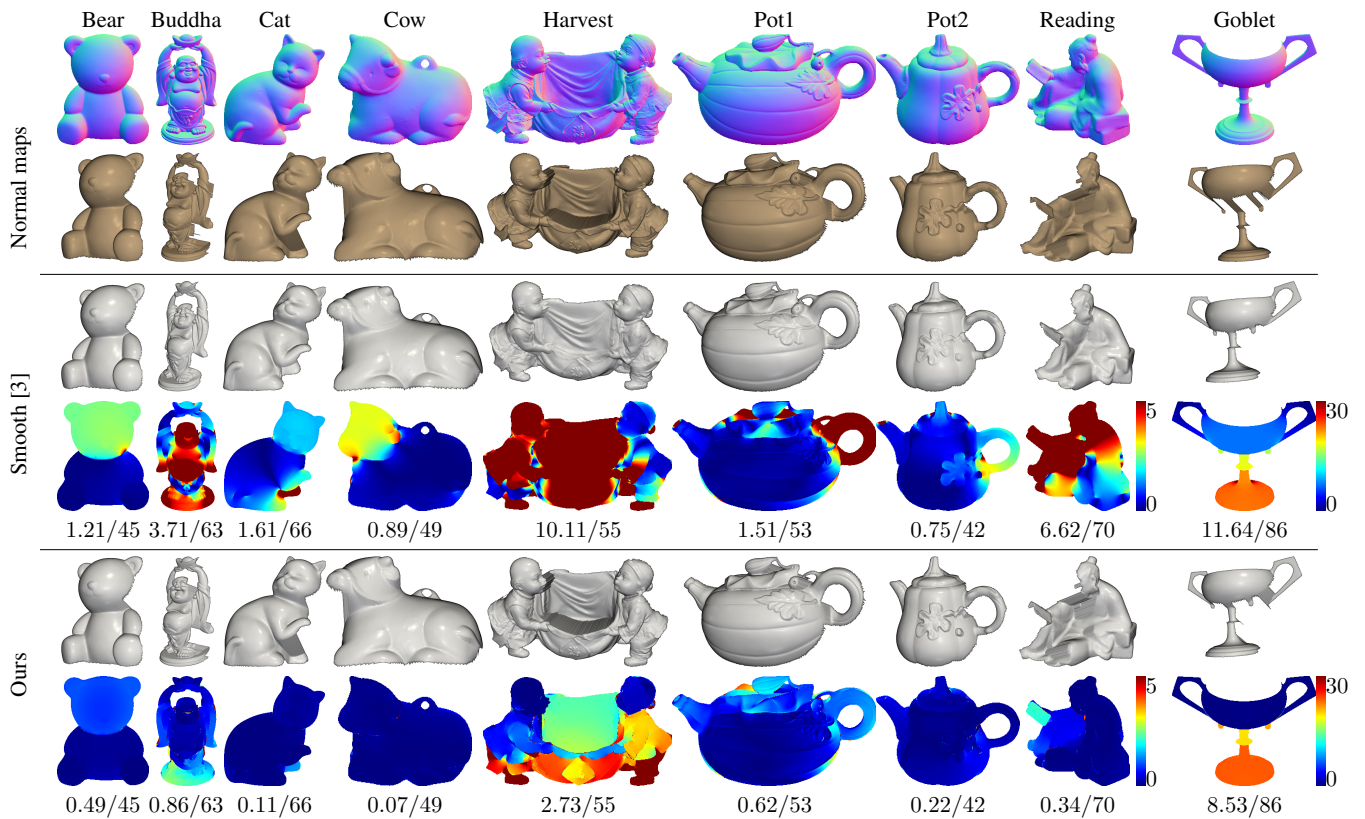 Bear Buddha Cat Cow Harvest Pot1 Pot2 Reading Goblet
Normal maps
Smooth [3]
5 30
0 0
1.21/45 3.71/63 1.61/66 0.89/49 10.11/55 1.51/53 0.75/42 6.62/70 11.64/86
Ours
5 30
0 0
0.49/45 0.86/63 0.11/66 0.07/49 2.73/55 0.62/53 0.22/42 0.34/70 8.53/86